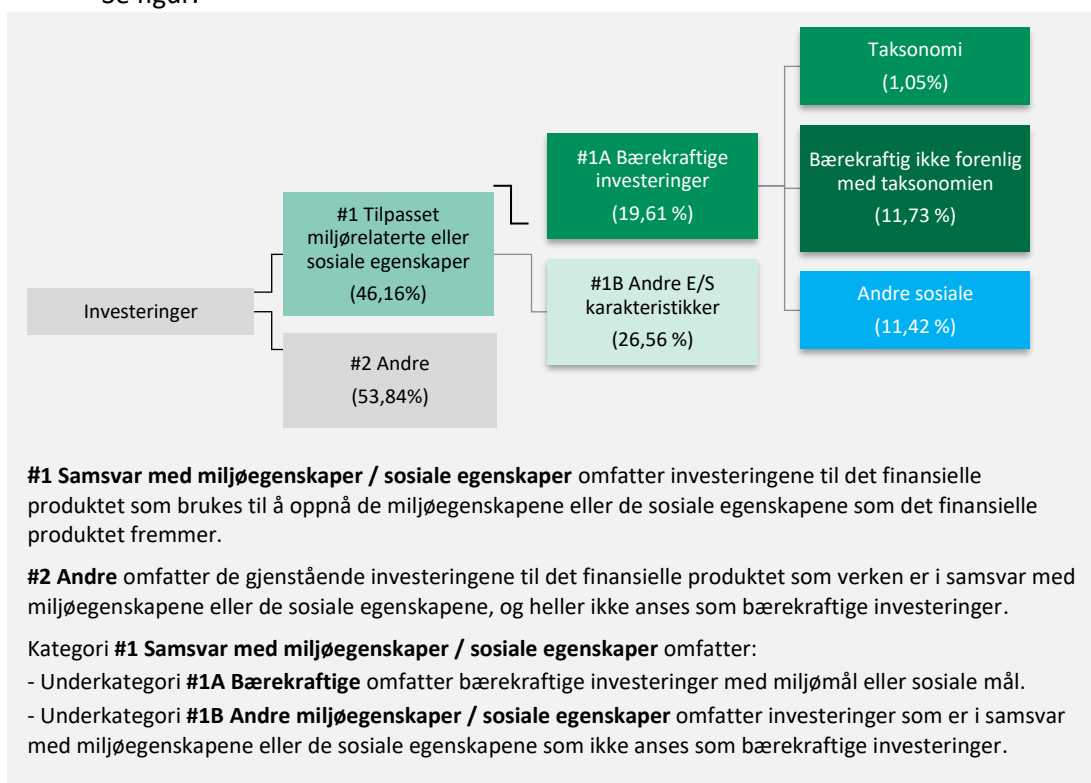 Se figur:
Taksonomi
(1,05%)
#1A Bærekraftige
investeringer
(19,61 %)
Bærekraftig ikke forenlig
med taksonomien
(11,73 %)
#1 Tilpasset
miljørelaterte eller
sosiale egenskaper
(46,16%)
#1B Andre E/S
karakteristikker
(26,56 %)
Andre sosiale
(11,42 %)
Investeringer
#2 Andre
(53,84%)
#1 Samsvar med miljøegenskaper / sosiale egenskaper omfatter investeringene til det finansielle
produktet som brukes til å oppnå de miljøegenskapene eller de sosiale egenskapene som det finansielle
produktet fremmer.
#2 Andre omfatter de gjenstående investeringene til det finansielle produktet som verken er i samsvar med
miljøegenskapene eller de sosiale egenskapene, og heller ikke anses som bærekraftige investeringer.
Kategori #1 Samsvar med miljøegenskaper / sosiale egenskaper omfatter:
- Underkategori #1A Bærekraftige omfatter bærekraftige investeringer med miljømål eller sosiale mål.
- Underkategori #1B Andre miljøegenskaper / sosiale egenskaper omfatter investeringer som er i samsvar
med miljøegenskapene eller de sosiale egenskapene som ikke anses som bærekraftige investeringer.